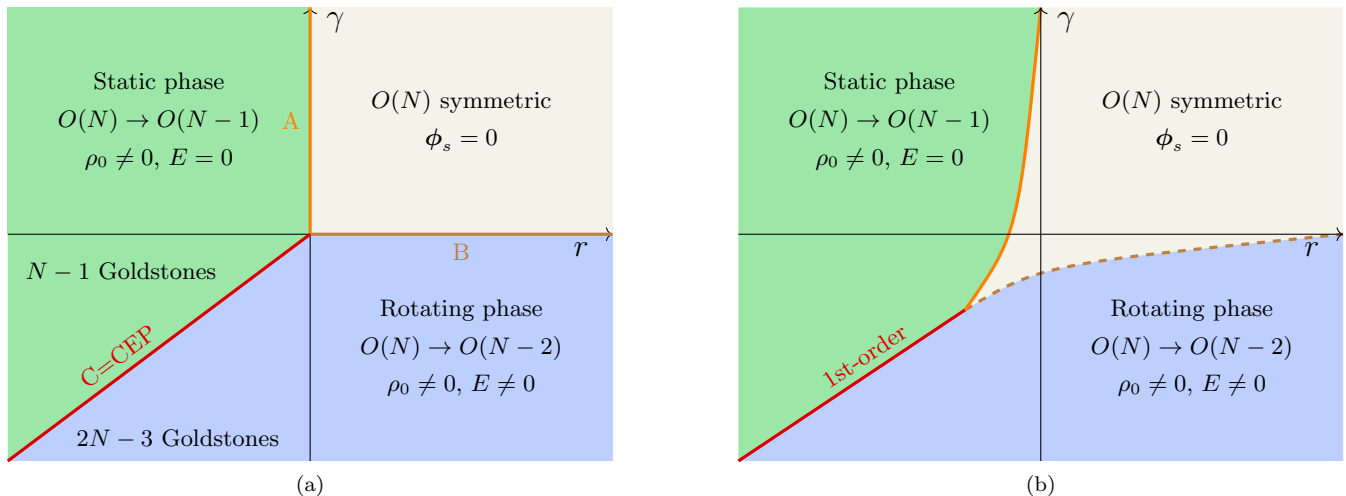 γ
Static phase
O(N) → O(N − 1)
ρ₀ ≠ 0, E = 0
A
O(N) symmetric
ϕₛ = 0
r
B
N − 1 Goldstones
C=CEP
Rotating phase
O(N) → O(N − 2)
ρ₀ ≠ 0, E ≠ 0
2N − 3 Goldstones
(a)
γ
Static phase
O(N) → O(N − 1)
ρ₀ ≠ 0, E = 0
O(N) symmetric
ϕₛ = 0
r
1st-order
Rotating phase
O(N) → O(N − 2)
ρ₀ ≠ 0, E ≠ 0
(b)